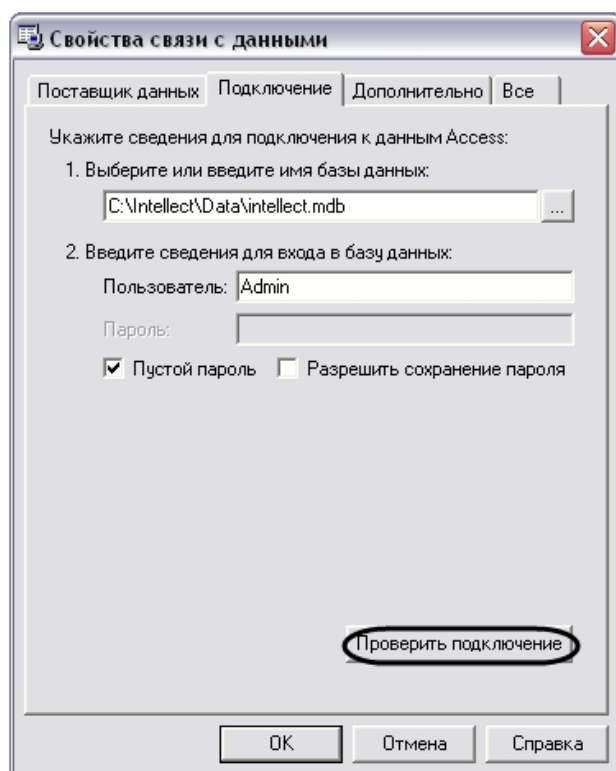 Свойства связи с данными
Поставщик данных Подключение Дополнительно Все
Укажите сведения для подключения к данным Access:
1. Выберите или введите имя базы данных:
C:\Intellect\Data\intellect.mdb ...
2. Введите сведения для входа в базу данных:
Пользователь: Admin
Пароль:
Пустой пароль Разрешить сохранение пароля
Проверить подключение
OK Отмена Справка